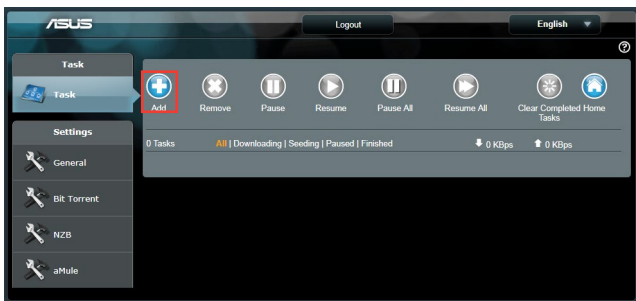 ASUS
Logout
English
?
Task
Task
Settings
General
Bit Torrent
NZB
aMule
Add
Remove
Pause
Resume
Pause All
Resume All
Clear Completed Tasks
Home
0 Tasks
All | Downloading | Seeding | Paused | Finished
0 KBps
0 KBps